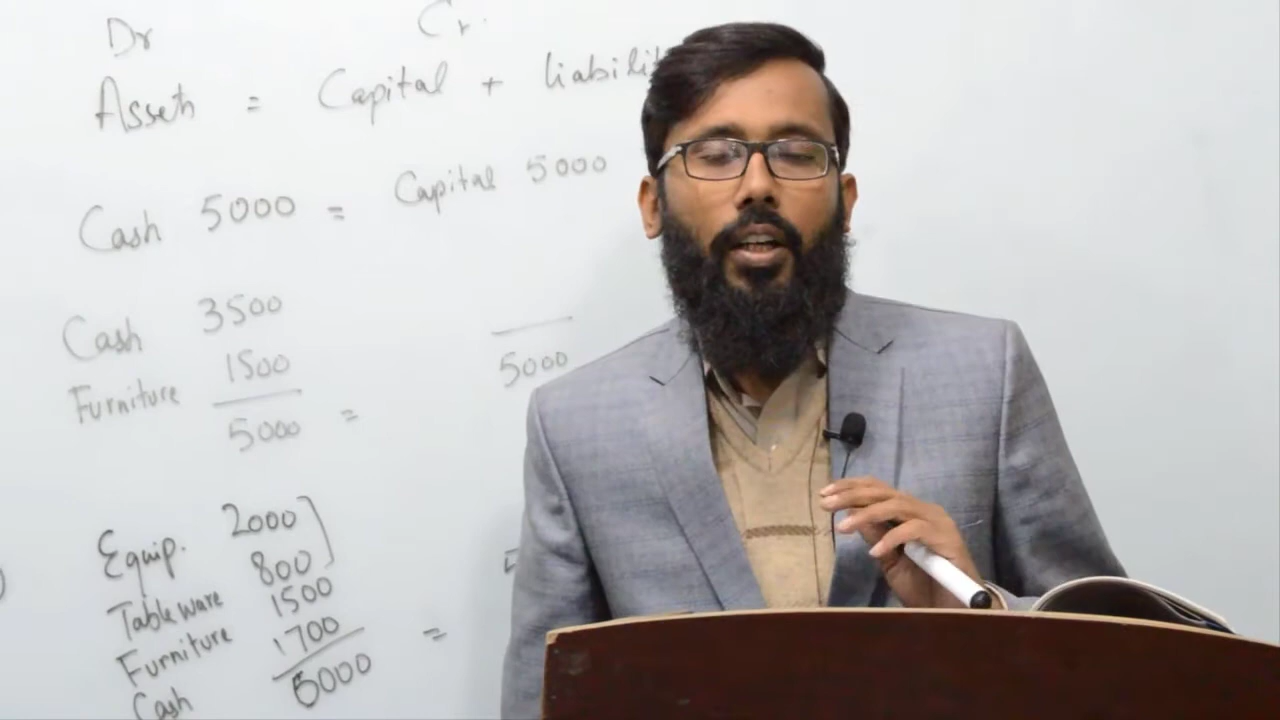 Dr Cr.
Assets = Capital + liabilit
Cash 5000 = Capital 5000
Cash 3500
Furniture 1500
5000 = 5000
Equip. 2000
Tableware 800
Furniture 1500
Cash 1700
5000 =